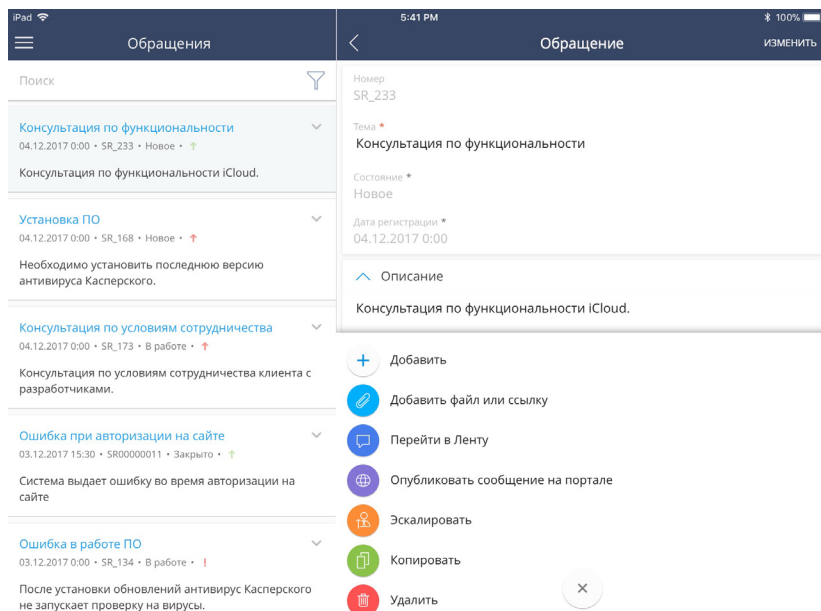 iPad
5:41 PM
100%
Обращения
Обращение
ИЗМЕНИТЬ
Поиск
Консультация по функциональности
04.12.2017 0:00 • SR_233 • Новое •
Консультация по функциональности iCloud.
Установка ПО
04.12.2017 0:00 • SR_168 • Новое •
Необходимо установить последнюю версию
антивируса Касперского.
Консультация по условиям сотрудничества
04.12.2017 0:00 • SR_173 • В работе •
Консультация по условиям сотрудничества клиента с
разработчиками.
Ошибка при авторизации на сайте
03.12.2017 15:30 • SR00000011 • Закрыто •
Система выдает ошибку во время авторизации на
сайте
Ошибка в работе ПО
03.12.2017 0:00 • SR_134 • В работе • !
После установки обновлений антивирус Касперского
не запускает проверку на вирусы.
Номер
SR_233
Тема *
Консультация по функциональности
Состояние *
Новое
Дата регистрации *
04.12.2017 0:00
Описание
Консультация по функциональности iCloud.
Добавить
Добавить файл или ссылку
Перейти в Ленту
Опубликовать сообщение на портале
Эскалировать
Копировать
Удалить